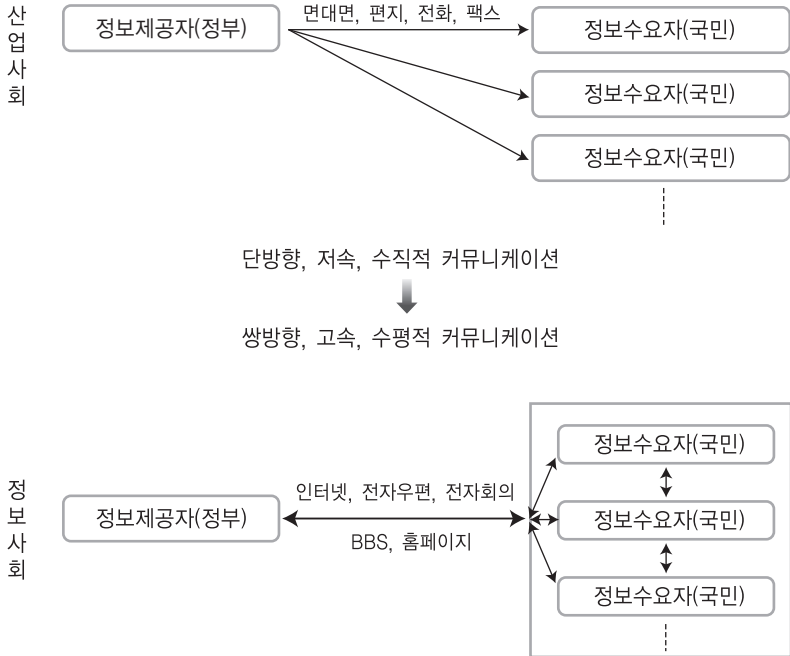 산업사회
정보제공자(정부)
면대면, 편지, 전화, 팩스
정보수요자(국민)
정보수요자(국민)
정보수요자(국민)
단방향, 저속, 수직적 커뮤니케이션
쌍방향, 고속, 수평적 커뮤니케이션
정보사회
정보제공자(정부)
인터넷, 전자우편, 전자회의
BBS, 홈페이지
정보수요자(국민)
정보수요자(국민)
정보수요자(국민)